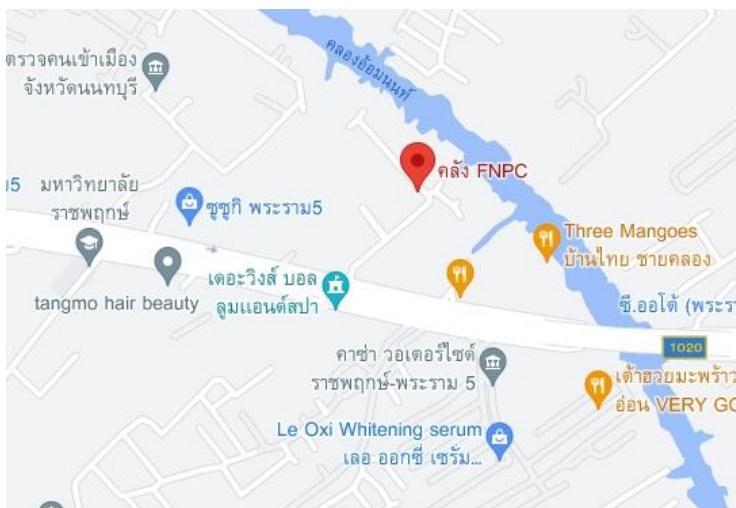 ตรวจคนเข้าเมือง
จังหวัดนนทบุรี
คลองอ้อมนนท์
คลัง FNPC
มหาวิทยาลัย
ราชพฤกษ์
ซูซูกิ พระราม5
Three Mangoes
บ้านไทย ชายคลอง
tangmo hair beauty
เดอะวิงส์ บอล
ลูมแอนด์สปา
ซี.ออโต้ (พระรา
1020
คาซ่า วอเตอร์ไซด์
ราชพฤกษ์-พระราม 5
เต้าฮวยมะพร้าว
อ่อน VERY GO
Le Oxi Whitening serum
เลอ ออกซี่ เซรั่ม...